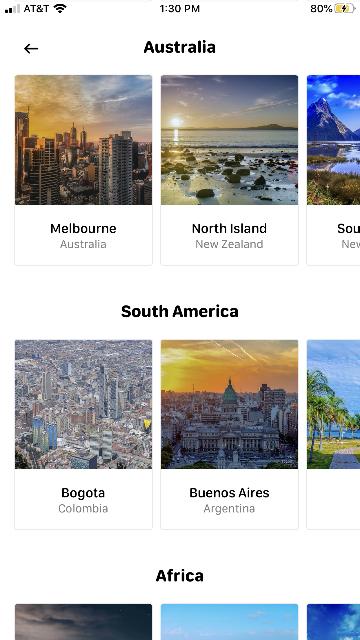 AT&T 1:30 PM 80%
Australia
Melbourne
Australia
North Island
New Zealand
Sou
Nev
South America
Bogota
Colombia
Buenos Aires
Argentina
Africa